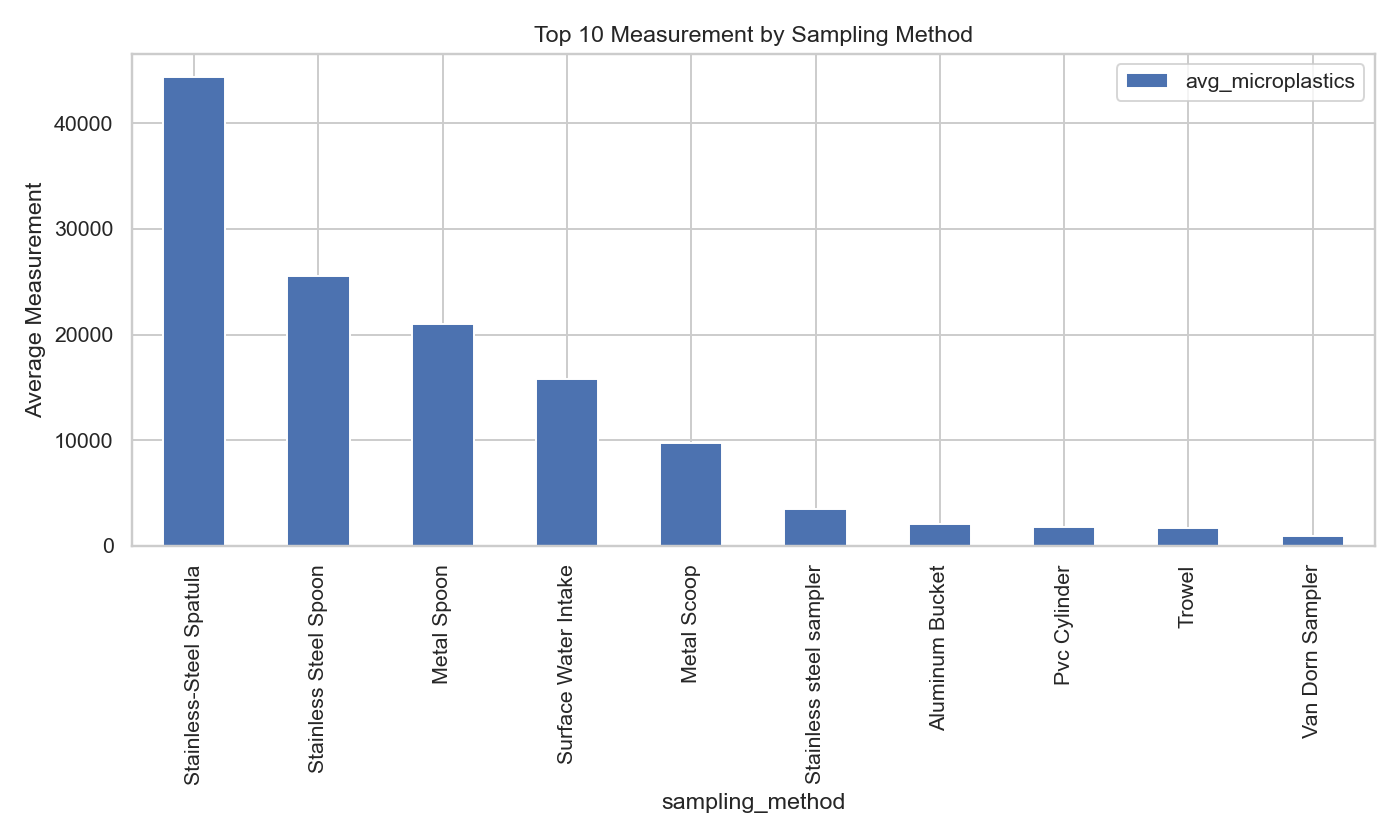 Top 10 Measurement by Sampling Method
avg_microplastics
Average Measurement
40000
30000
20000
10000
0
Stainless-Steel Spatula
Stainless Steel Spoon
Metal Spoon
Surface Water Intake
Metal Scoop
Stainless steel sampler
Aluminum Bucket
Pvc Cylinder
Trowel
Van Dorn Sampler
sampling_method